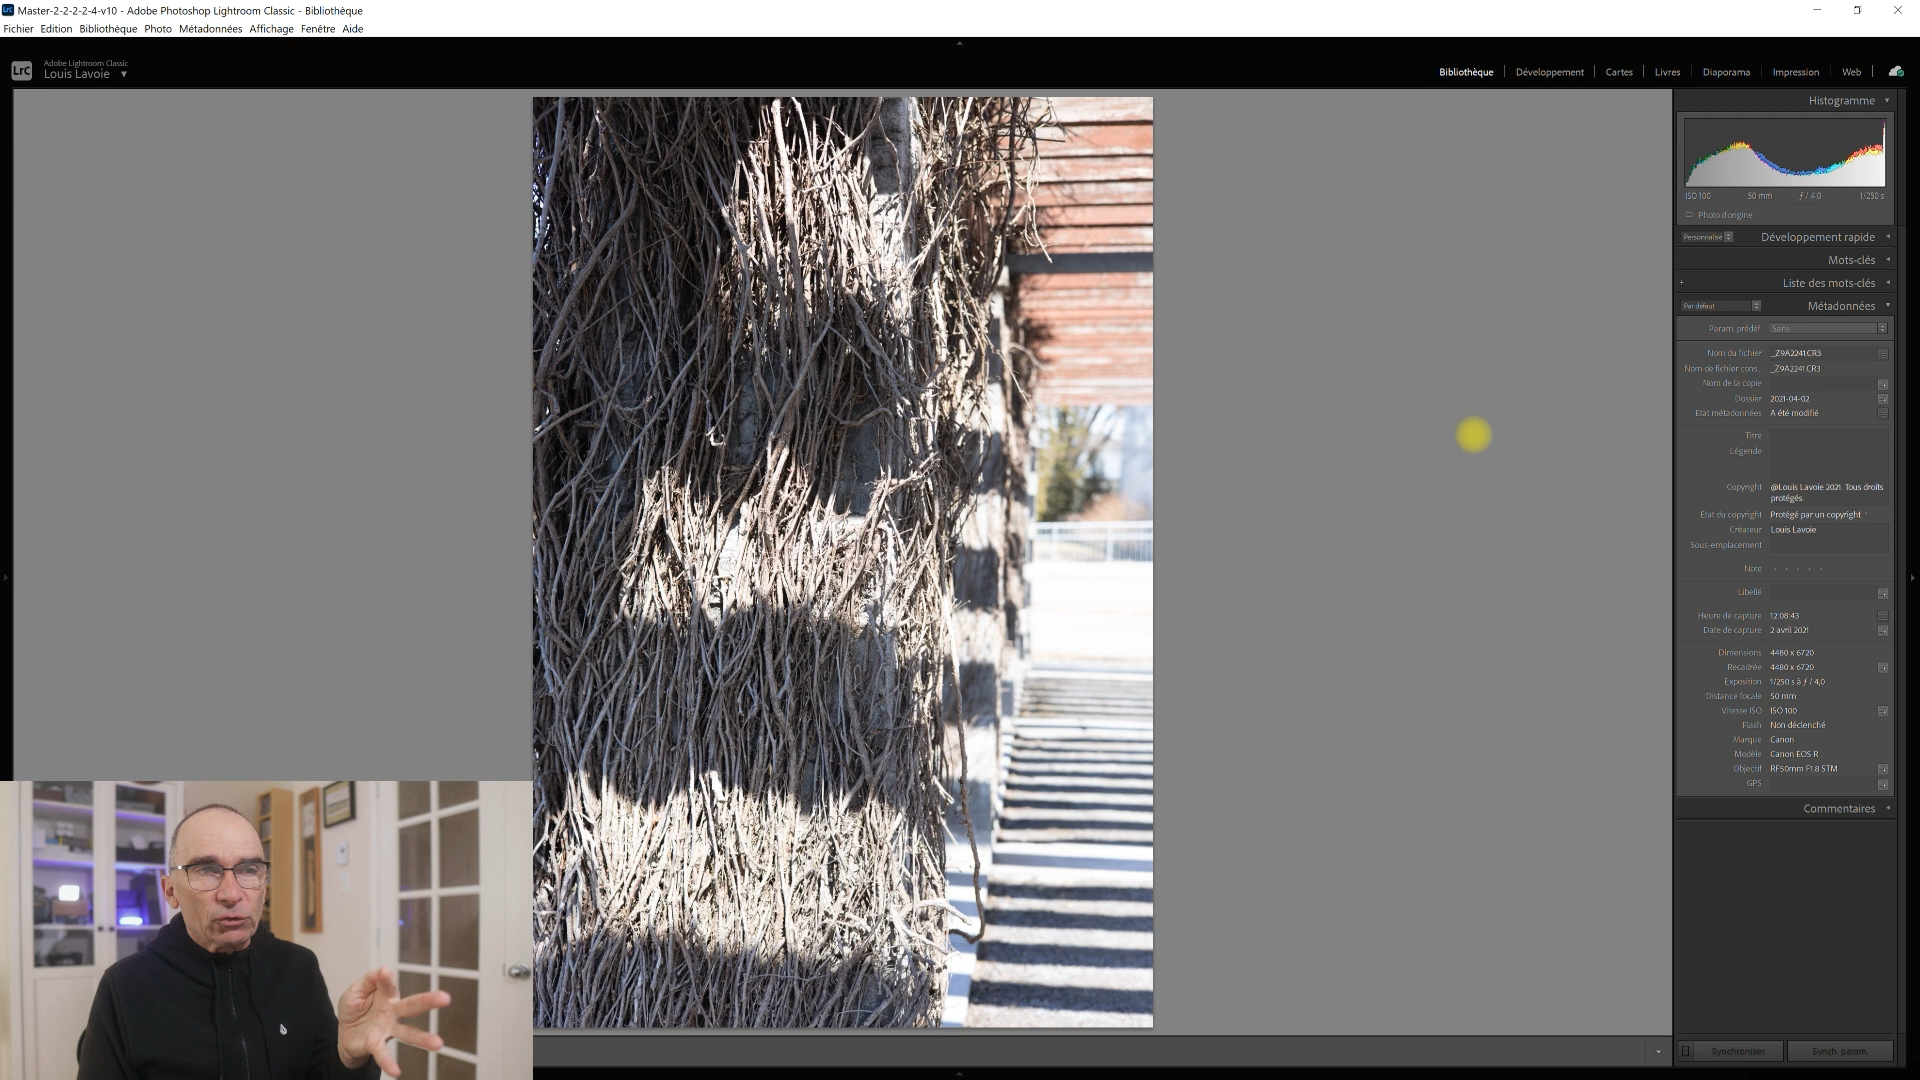 Master-2-2-2-2-4-v10 - Adobe Photoshop Lightroom Classic - Bibliothèque
Fichier Edition Bibliothèque Photo Métadonnées Affichage Fenêtre Aide
LrC
Adobe Lightroom Classic
Louis Lavoie
Bibliothèque Développement Cartes Livres Diaporama Impression Web
Histogramme
ISO 100 50 mm ƒ / 4,0 1/250 s
Photo d'origine
Personnalisé Développement rapide
Mots-clés
+ Liste des mots-clés
Par défaut Métadonnées
Param. prédéf. Sans
Nom du fichier _Z9A2241.CR3
Nom de fichier cons... _Z9A2241.CR3
Nom de la copie
Dossier 2021-04-02
Etat métadonnées A été modifié
Titre
Légende
Copyright @Louis Lavoie 2021. Tous droits
protégés.
Etat du copyright Protégé par un copyright
Créateur Louis Lavoie
Sous-emplacement
Note . . . . .
Libellé
Heure de capture 12:08:43
Date de capture 2 avril 2021
Dimensions 4480 x 6720
Recadrée 4480 x 6720
Exposition 1/250 s à ƒ / 4,0
Distance focale 50 mm
Vitesse ISO ISO 100
Flash Non déclenché
Marque Canon
Modèle Canon EOS R
Objectif RF50mm F1.8 STM
GPS
Commentaires
Synchroniser Synch. param.